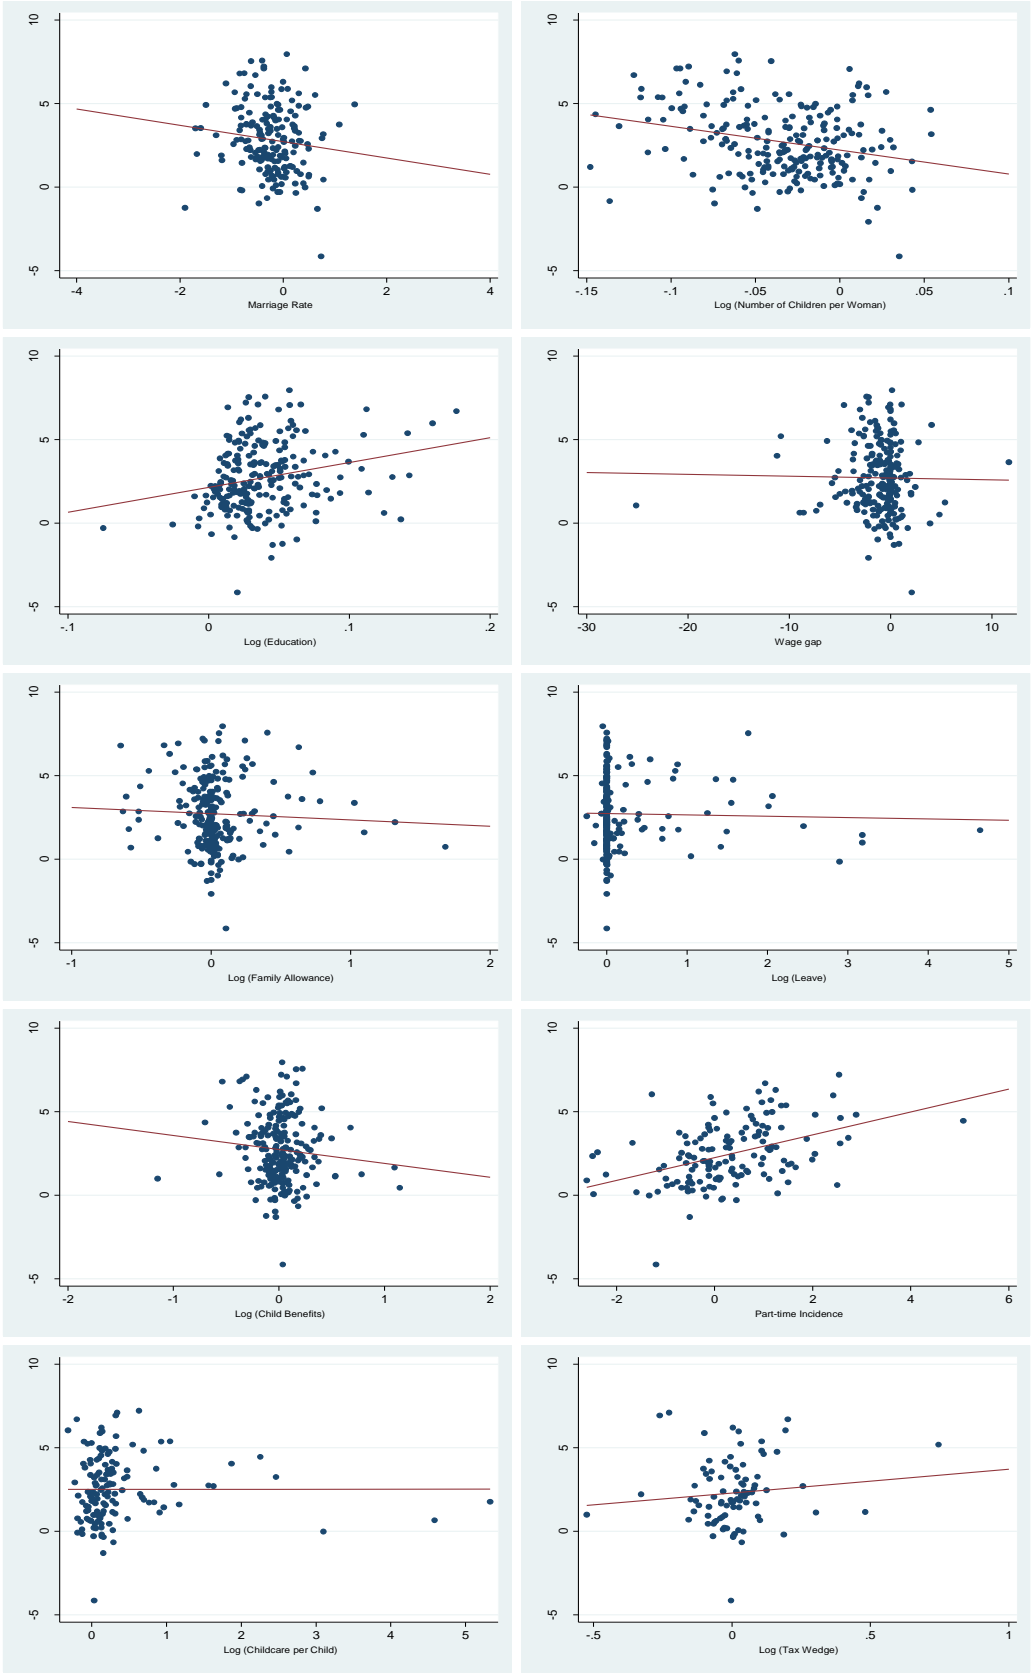 10
5
0
-5
-4 -2 0 2 4
Marriage Rate
10
5
0
-5
-.15 -.1 -.05 0 .05 .1
Log (Number of Children per Woman)
10
5
0
-5
-.1 0 .1 .2
Log (Education)
10
5
0
-5
-30 -20 -10 0 10
Wage gap
10
5
0
-5
-1 0 1 2
Log (Family Allowance)
10
5
0
-5
0 1 2 3 4 5
Log (Leave)
10
5
0
-5
-2 -1 0 1 2
Log (Child Benefits)
10
5
0
-5
-2 0 2 4 6
Part-time Incidence
10
5
0
-5
0 1 2 3 4 5
Log (Childcare per Child)
10
5
0
-5
-.5 0 .5 1
Log (Tax Wedge)